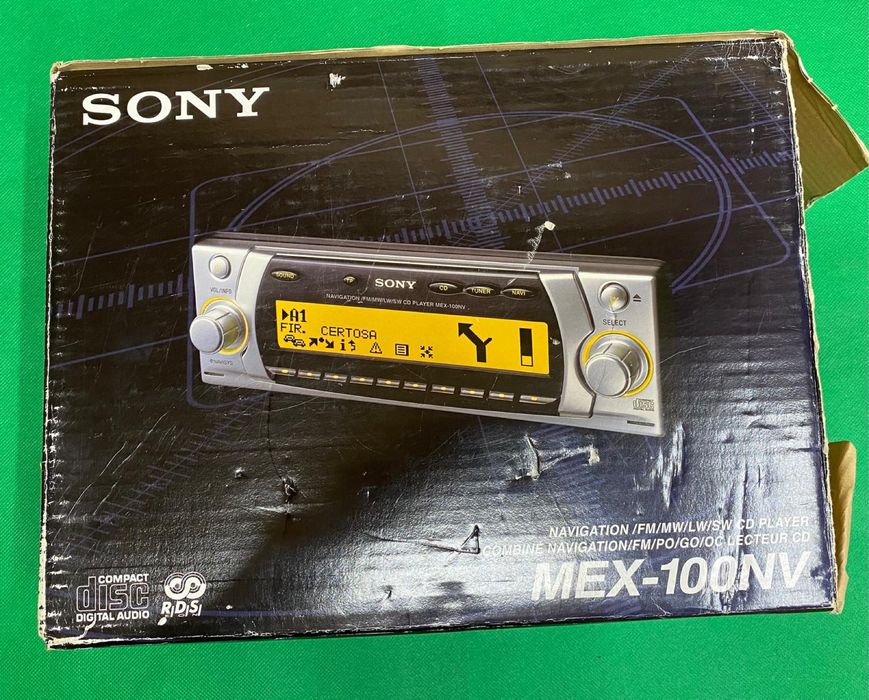 SONY
SOUND
SONY
CD
TUNER
NAVI
VOL/INFO
NAVIGATION /FM/MW/LW/SW CD PLAYER MEX-100NV
SELECT
A1
FIR. CERTOSA
disc
NAVIGATION /FM/MW/LW/SW CD PLAYER
COMBINE NAVIGATION/FM/PO/GO/OC LECTEUR CD
MEX-100NV
COMPACT
disc
DIGITAL AUDIO
R·D·S